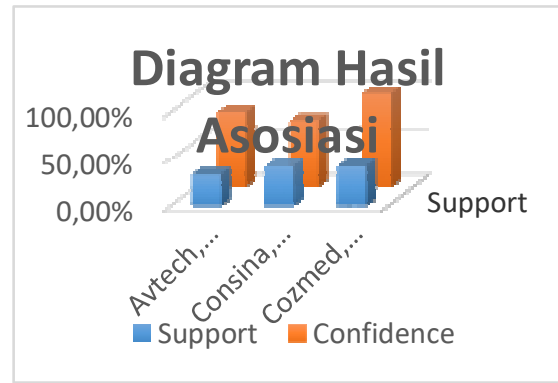 Diagram Hasil
Asosiasi
100,00%
50,00%
0,00%
Support
Avtech,...
Consina,...
Cozmed,...
Support
Confidence